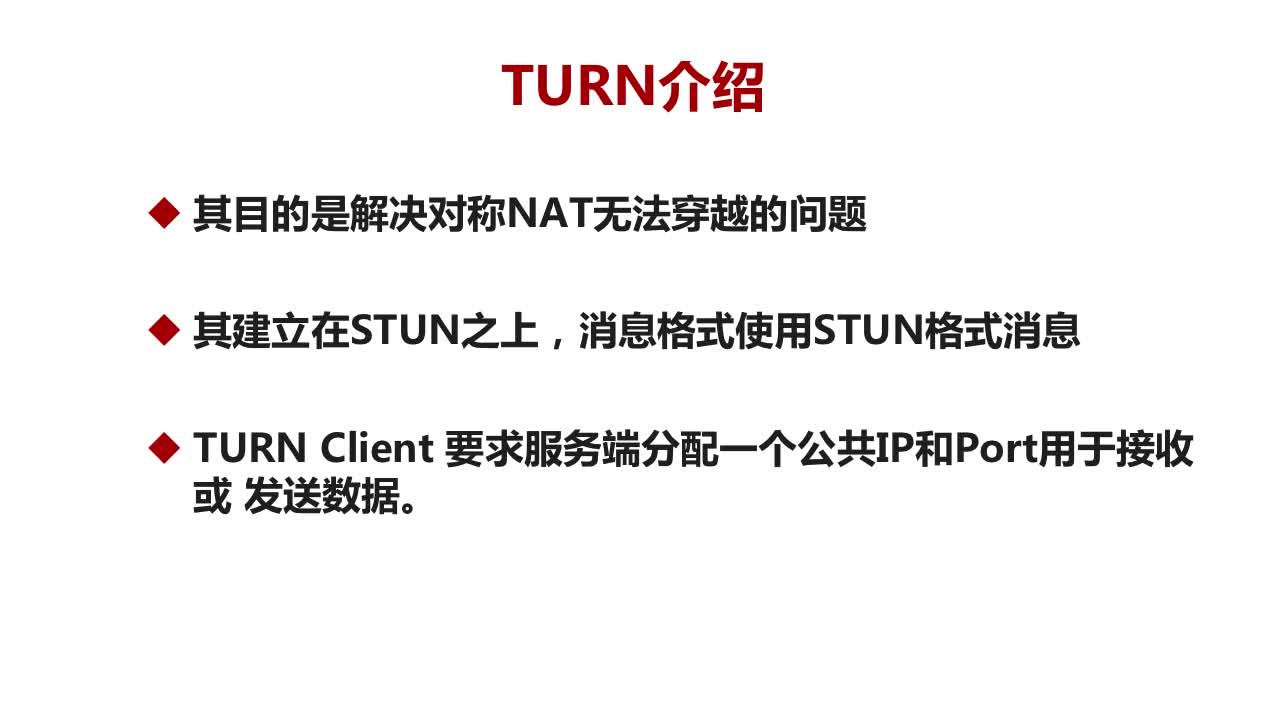 TURN介绍
其目的是解决对称NAT无法穿越的问题
其建立在STUN之上，消息格式使用STUN格式消息
TURN Client 要求服务端分配一个公共IP和Port用于接收
或 发送数据。